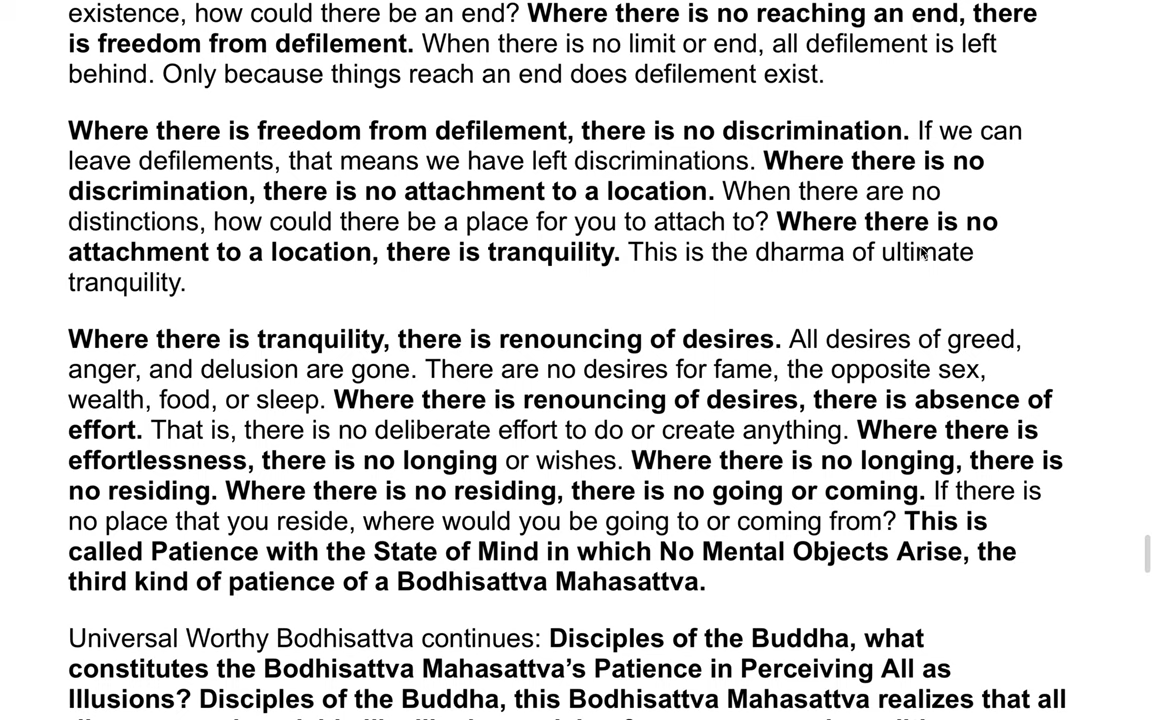 existence, how could there be an end? Where there is no reaching an end, there
is freedom from defilement. When there is no limit or end, all defilement is left
behind. Only because things reach an end does defilement exist.
Where there is freedom from defilement, there is no discrimination. If we can
leave defilements, that means we have left discriminations. Where there is no
discrimination, there is no attachment to a location. When there are no
distinctions, how could there be a place for you to attach to? Where there is no
attachment to a location, there is tranquility. This is the dharma of ultimate
tranquility.
Where there is tranquility, there is renouncing of desires. All desires of greed,
anger, and delusion are gone. There are no desires for fame, the opposite sex,
wealth, food, or sleep. Where there is renouncing of desires, there is absence of
effort. That is, there is no deliberate effort to do or create anything. Where there is
effortlessness, there is no longing or wishes. Where there is no longing, there is
no residing. Where there is no residing, there is no going or coming. If there is
no place that you reside, where would you be going to or coming from? This is
called Patience with the State of Mind in which No Mental Objects Arise, the
third kind of patience of a Bodhisattva Mahasattva.
Universal Worthy Bodhisattva continues: Disciples of the Buddha, what
constitutes the Bodhisattva Mahasattva's Patience in Perceiving All as
Illusions? Disciples of the Buddha, this Bodhisattva Mahasattva realizes that all